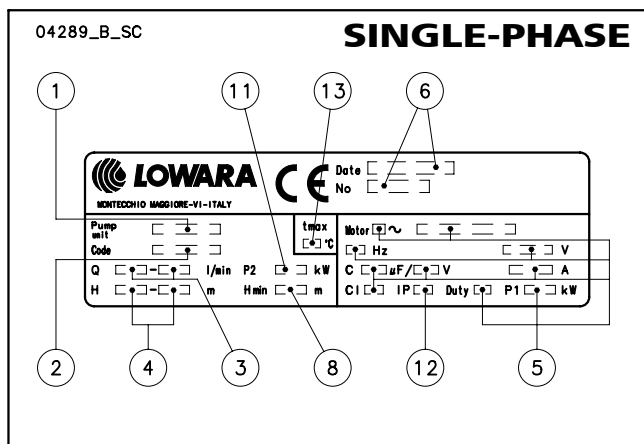 04289_B_SC
SINGLE-PHASE
1
11
13
6
LOWARA
CE
Date
No
MONTECCHIO MAGGIORE-VI-ITALY
Pump unit
tmax
°C
Motor ~
Code
Hz
V
Q - l/min P2 kW
C µF/ V
A
H - m Hmin m
Cl IP Duty P1 kW
2
4
3
8
12
5